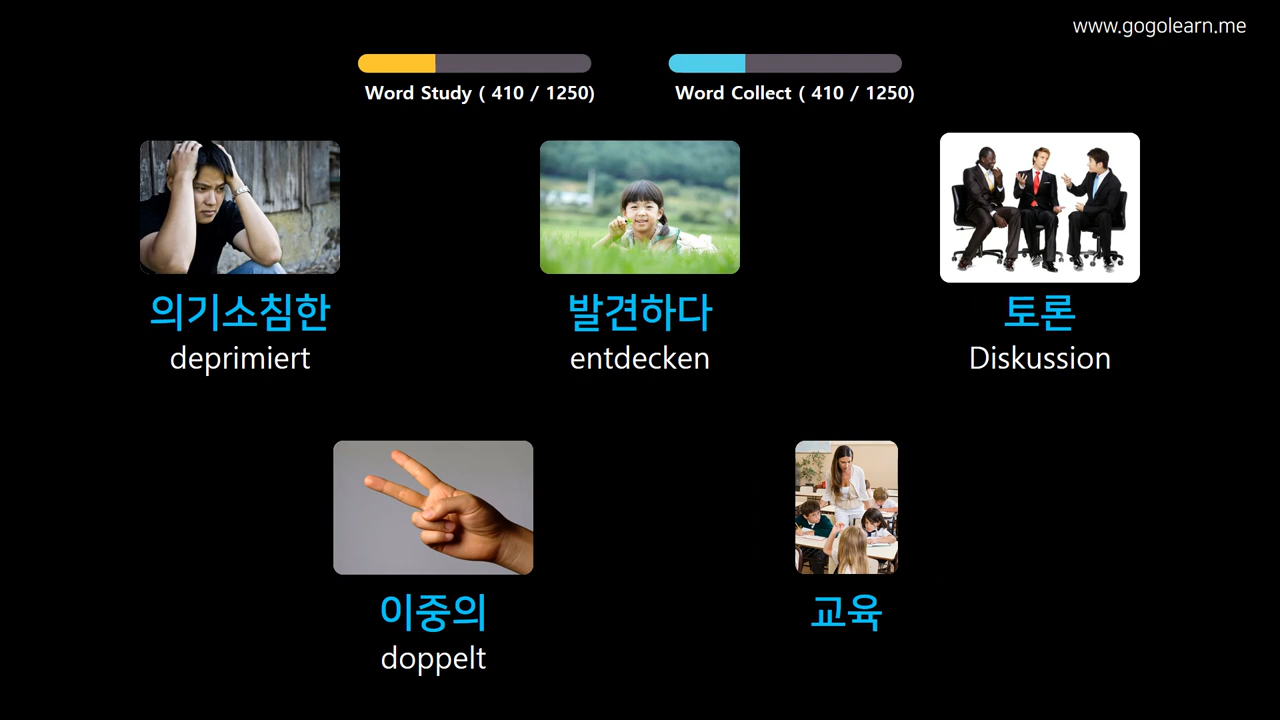 www.gogolearn.me
Word Study ( 410 / 1250)
Word Collect ( 410 / 1250)
의기소침한
deprimiert
발견하다
entdecken
토론
Diskussion
이중의
doppelt
교육